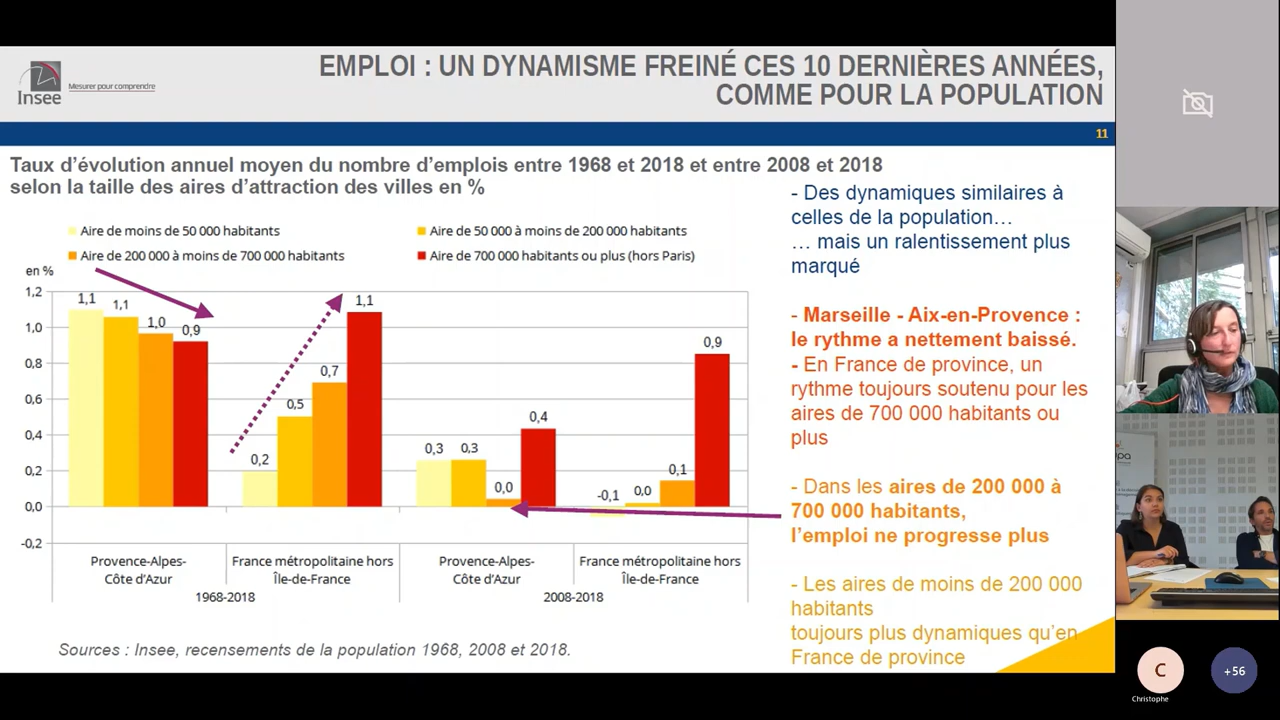 EMPLOI : UN DYNAMISME FREINÉ CES 10 DERNIÈRES ANNÉES,
COMME POUR LA POPULATION
Insee
Mesurer pour comprendre
11
Taux d'évolution annuel moyen du nombre d'emplois entre 1968 et 2018 et entre 2008 et 2018
selon la taille des aires d'attraction des villes en %
Aire de moins de 50 000 habitants
Aire de 50 000 à moins de 200 000 habitants
Aire de 200 000 à moins de 700 000 habitants
Aire de 700 000 habitants ou plus (hors Paris)
en %
1,2
1,0
0,8
0,6
0,4
0,2
0,0
-0,2
1,1
1,1
1,0
0,9
0,2
0,5
0,7
1,1
0,3
0,3
0,0
0,4
-0,1
0,0
0,1
0,9
Provence-Alpes-
Côte d'Azur
France métropolitaine hors
Île-de-France
Provence-Alpes-
Côte d'Azur
France métropolitaine hors
Île-de-France
1968-2018
2008-2018
Sources : Insee, recensements de la population 1968, 2008 et 2018.
- Des dynamiques similaires à
celles de la population…
… mais un ralentissement plus
marqué
- Marseille - Aix-en-Provence :
le rythme a nettement baissé.
- En France de province, un
rythme toujours soutenu pour les
aires de 700 000 habitants ou
plus
- Dans les aires de 200 000 à
700 000 habitants,
l'emploi ne progresse plus
- Les aires de moins de 200 000
habitants
toujours plus dynamiques qu'en
France de province
C
Christophe
+56